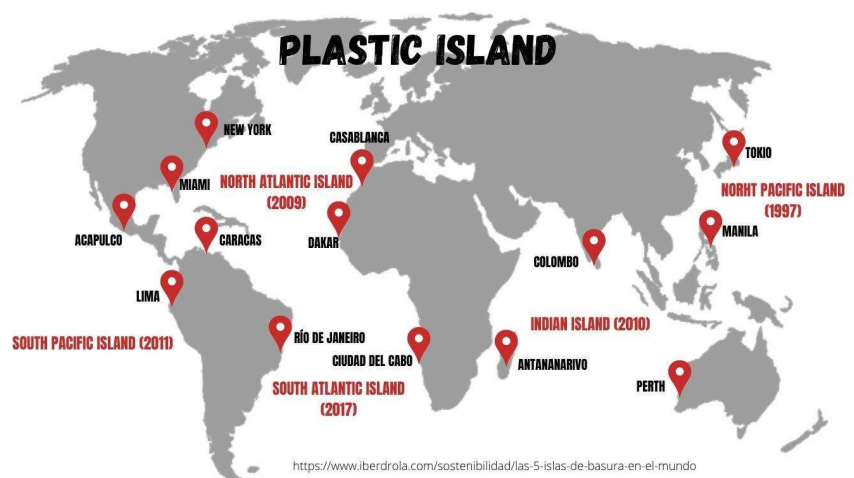 PLASTIC ISLAND
NEW YORK
CASABLANCA
TOKIO
MIAMI
NORTH ATLANTIC ISLAND
(2009)
NORHT PACIFIC ISLAND
(1997)
ACAPULCO
CARACAS
DAKAR
MANILA
COLOMBO
LIMA
INDIAN ISLAND (2010)
SOUTH PACIFIC ISLAND (2011)
RÍO DE JANEIRO
CIUDAD DEL CABO
ANTANANARIVO
SOUTH ATLANTIC ISLAND
(2017)
PERTH
https://www.iberdrola.com/sostenibilidad/las-5-islas-de-basura-en-el-mundo